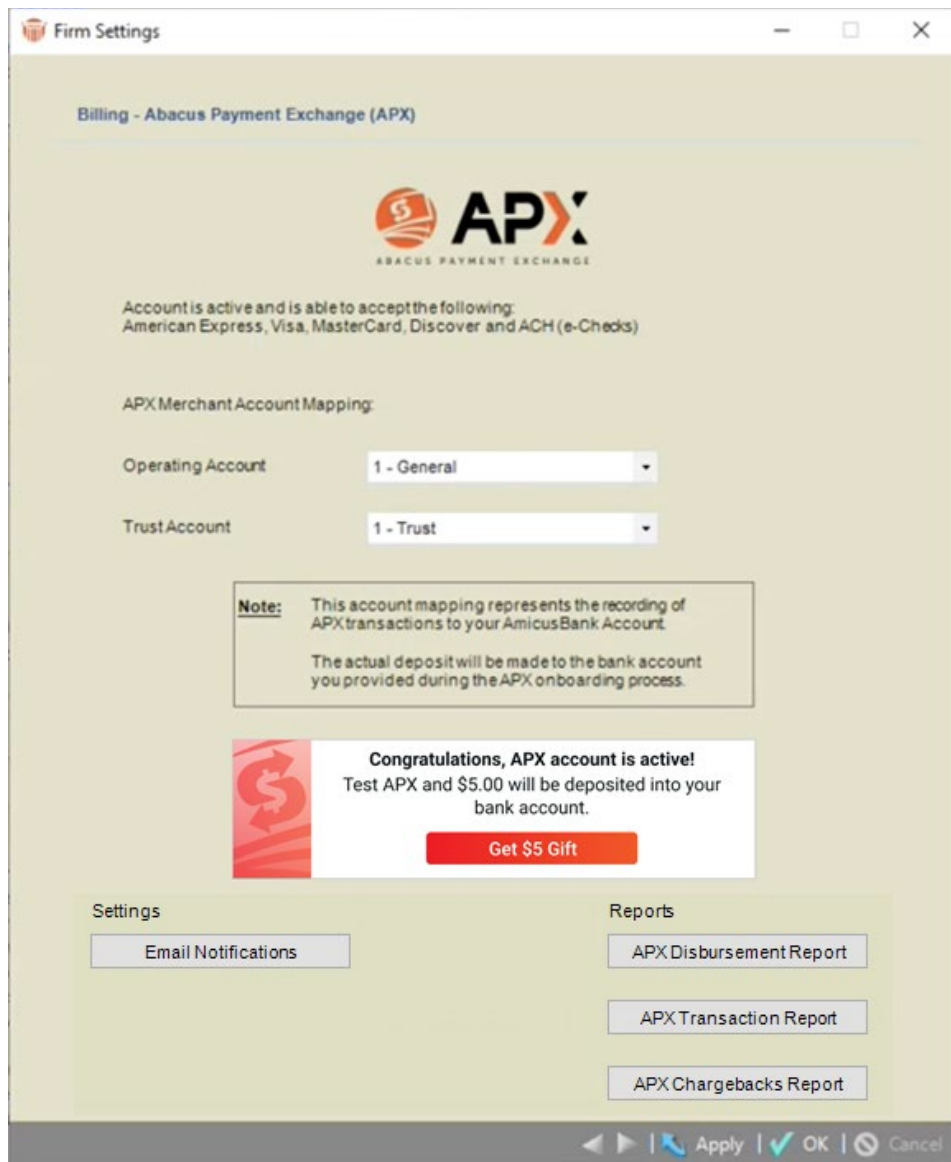 Firm Settings
Billing - Abacus Payment Exchange (APX)
APX
ABACUS PAYMENT EXCHANGE
Account is active and is able to accept the following:
American Express, Visa, MasterCard, Discover and ACH (e-Checks)
APX Merchant Account Mapping:
Operating Account
1 - General
Trust Account
1 - Trust
Note: This account mapping represents the recording of
APX transactions to your Amicus Bank Account.
The actual deposit will be made to the bank account
you provided during the APX onboarding process.
Congratulations, APX account is active!
Test APX and $5.00 will be deposited into your
bank account.
Get $5 Gift
Settings
Reports
Email Notifications
APX Disbursement Report
APX Transaction Report
APX Chargebacks Report
Apply | OK | Cancel